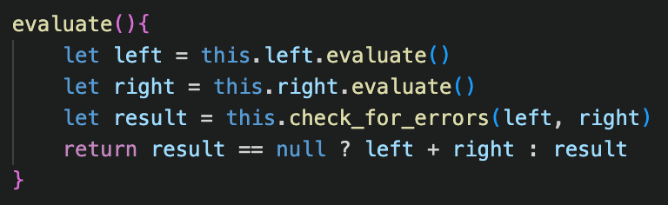 evaluate(){
    let left = this.left.evaluate()
    let right = this.right.evaluate()
    let result = this.check_for_errors(left, right)
    return result == null ? left + right : result
}